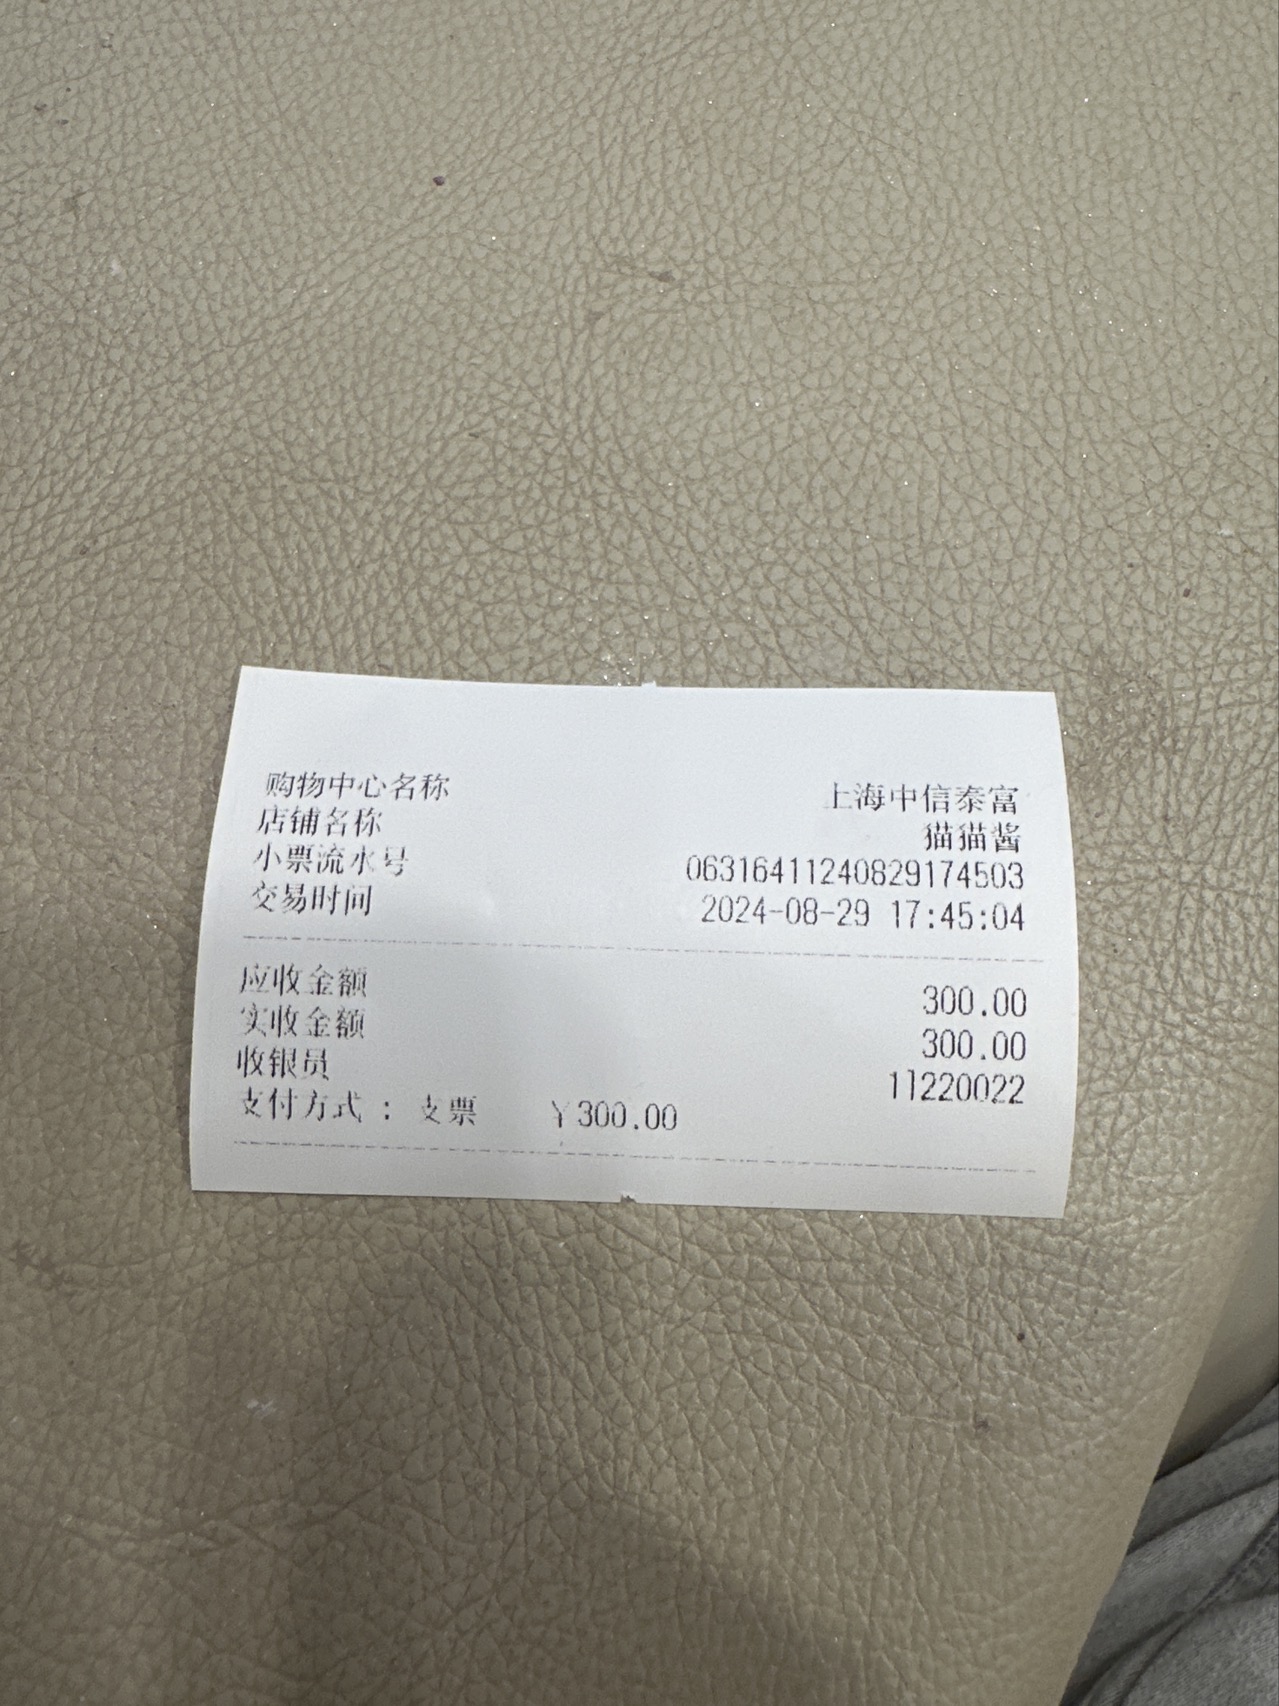 购物中心名称 上海中信泰富
店铺名称 猫猫酱
小票流水号 06316411240829174503
交易时间 2024-08-29 17:45:04
应收金额 300.00
实收金额 300.00
收银员 11220022
支付方式 : 支票 ¥300.00